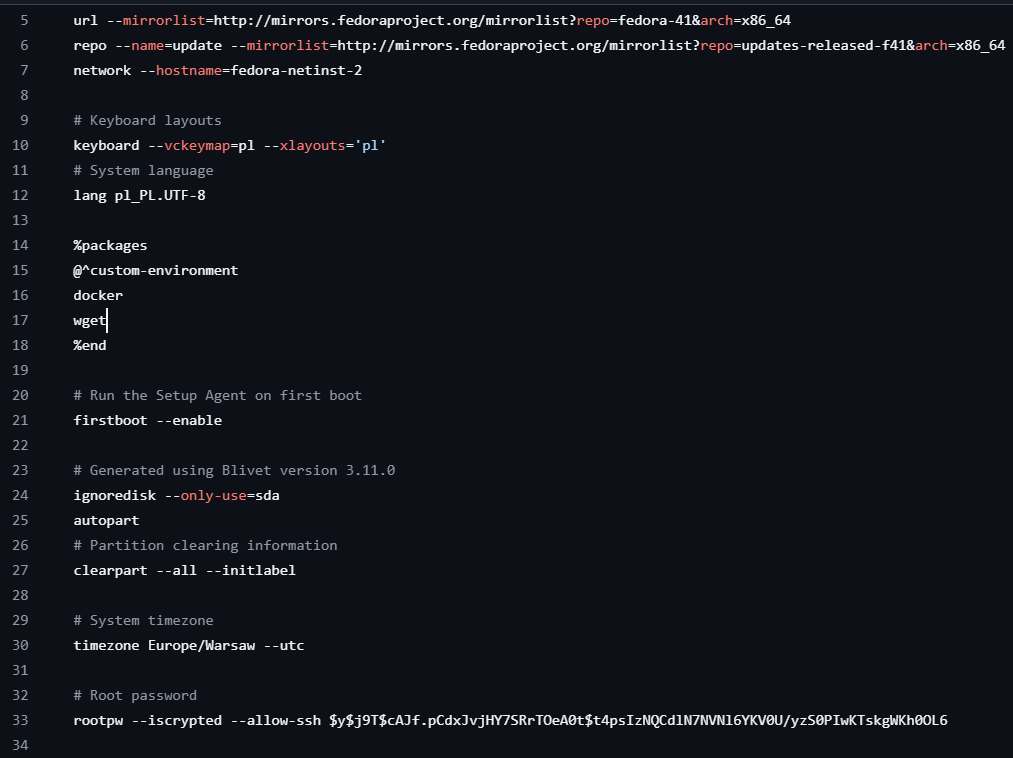 5 url --mirrorlist=http://mirrors.fedoraproject.org/mirrorlist?repo=fedora-41&arch=x86_64
6 repo --name=update --mirrorlist=http://mirrors.fedoraproject.org/mirrorlist?repo=updates-released-f41&arch=x86_64
7 network --hostname=fedora-netinst-2
8
9 # Keyboard layouts
10 keyboard --vckeymap=pl --xlayouts='pl'
11 # System language
12 lang pl_PL.UTF-8
13
14 %packages
15 @^custom-environment
16 docker
17 wget
18 %end
19
20 # Run the Setup Agent on first boot
21 firstboot --enable
22
23 # Generated using Blivet version 3.11.0
24 ignoredisk --only-use=sda
25 autopart
26 # Partition clearing information
27 clearpart --all --initlabel
28
29 # System timezone
30 timezone Europe/Warsaw --utc
31
32 # Root password
33 rootpw --iscrypted --allow-ssh $y$j9T$cAJf.pCdxJvjHY7SRrTOeA0t$t4psIzNQCdlN7NVNl6YKV0U/yzS0PIwKTskgWKh0OL6
34